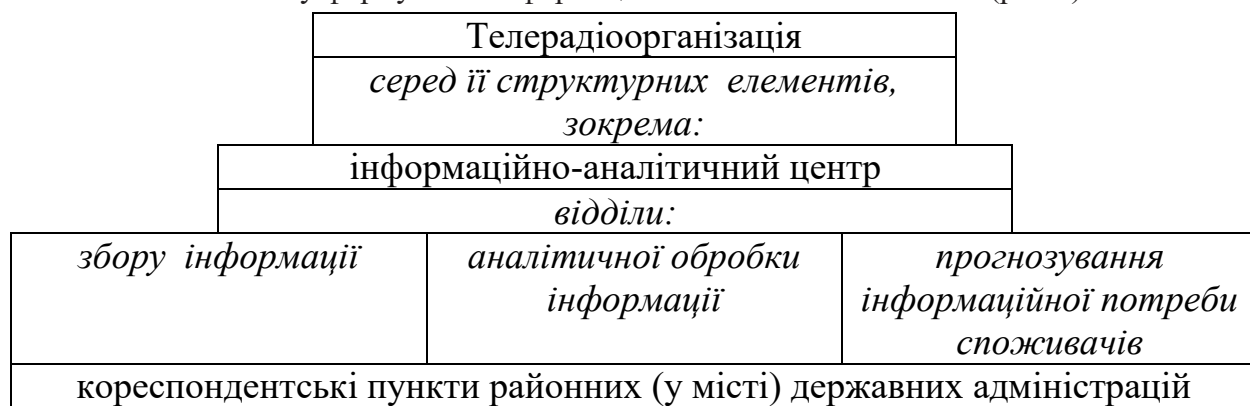 Телерадіоорганізація
серед її структурних елементів,
зокрема:
інформаційно-аналітичний центр
відділи:
збору інформації
аналітичної обробки
інформації
прогнозування
інформаційної потреби
споживачів
кореспондентські пункти районних (у місті) державних адміністрацій